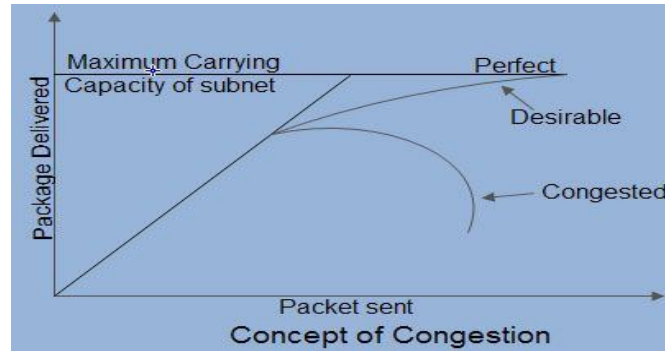 Maximum Carrying
Capacity of subnet
Perfect
Desirable
Congested
Package Delivered
Packet sent
Concept of Congestion